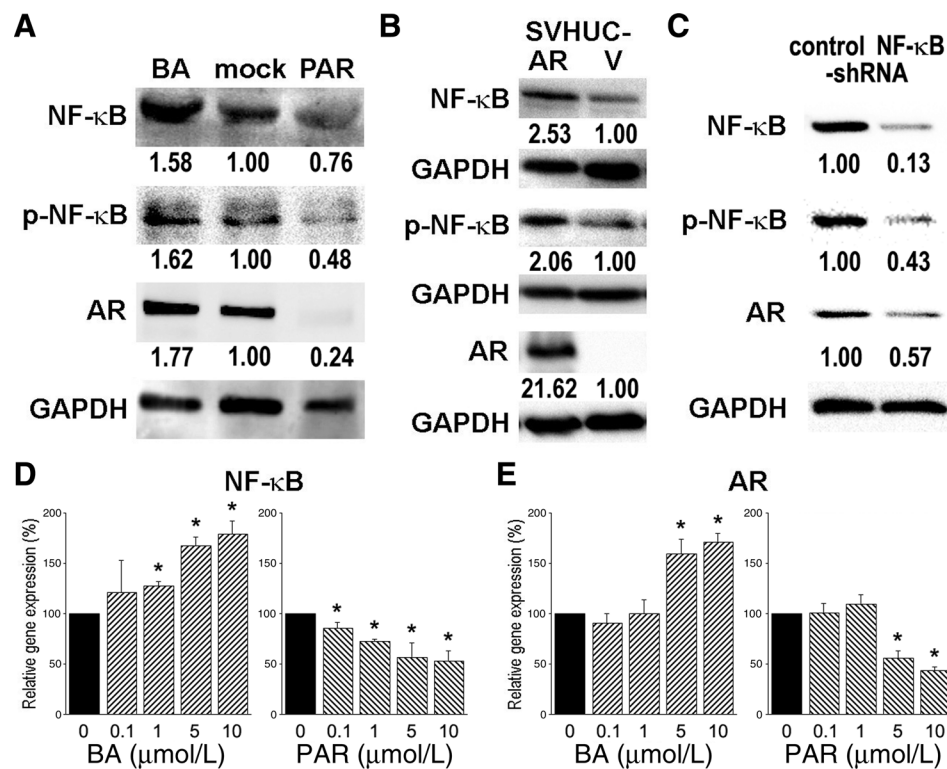 A
BA mock PAR
NF-κB
1.58 1.00 0.76
p-NF-κB
1.62 1.00 0.48
AR
1.77 1.00 0.24
GAPDH
B
SVHUC-
AR V
NF-κB
2.53 1.00
GAPDH
p-NF-κB
2.06 1.00
GAPDH
AR
21.62 1.00
GAPDH
C
control NF-κB
-shRNA
NF-κB
1.00 0.13
p-NF-κB
1.00 0.43
AR
1.00 0.57
GAPDH
D
NF-κB
Relative gene expression (%)
200
150
100
50
0
* * *
0 0.1 1 5 10
BA (μmol/L)
200
150
100
50
0
* * * *
0 0.1 1 5 10
PAR (μmol/L)
E
AR
Relative gene expression (%)
200
150
100
50
0
* *
0 0.1 1 5 10
BA (μmol/L)
200
150
100
50
0
* *
0 0.1 1 5 10
PAR (μmol/L)